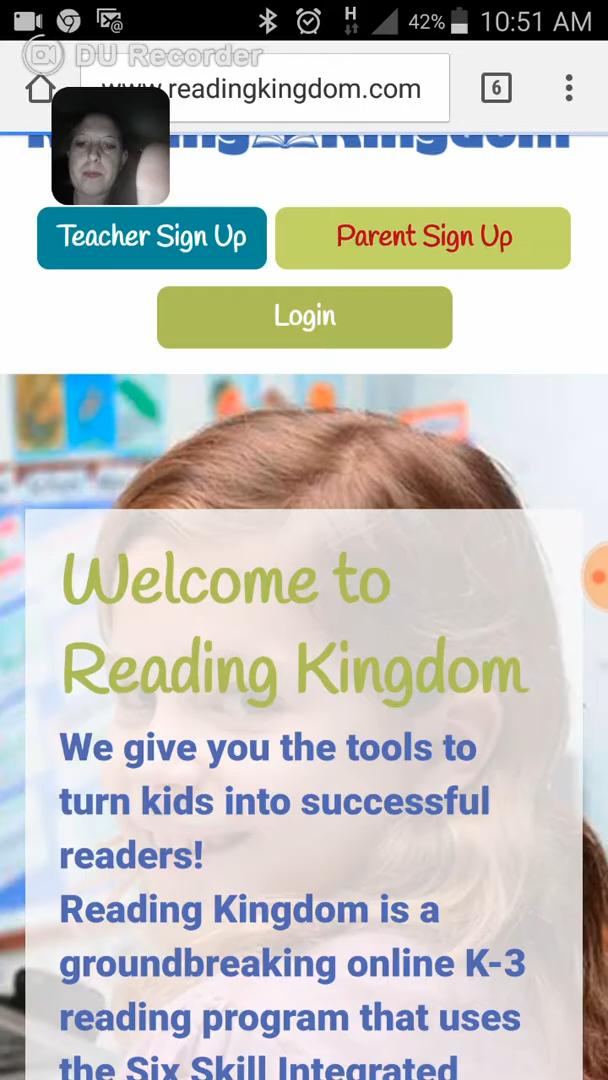 H 42% 10:51 AM
DU Recorder
www.readingkingdom.com 6
Kingdom
Teacher Sign Up Parent Sign Up
Login
Welcome to
Reading Kingdom
We give you the tools to
turn kids into successful
readers!
Reading Kingdom is a
groundbreaking online K-3
reading program that uses
the Six Skill Integrated